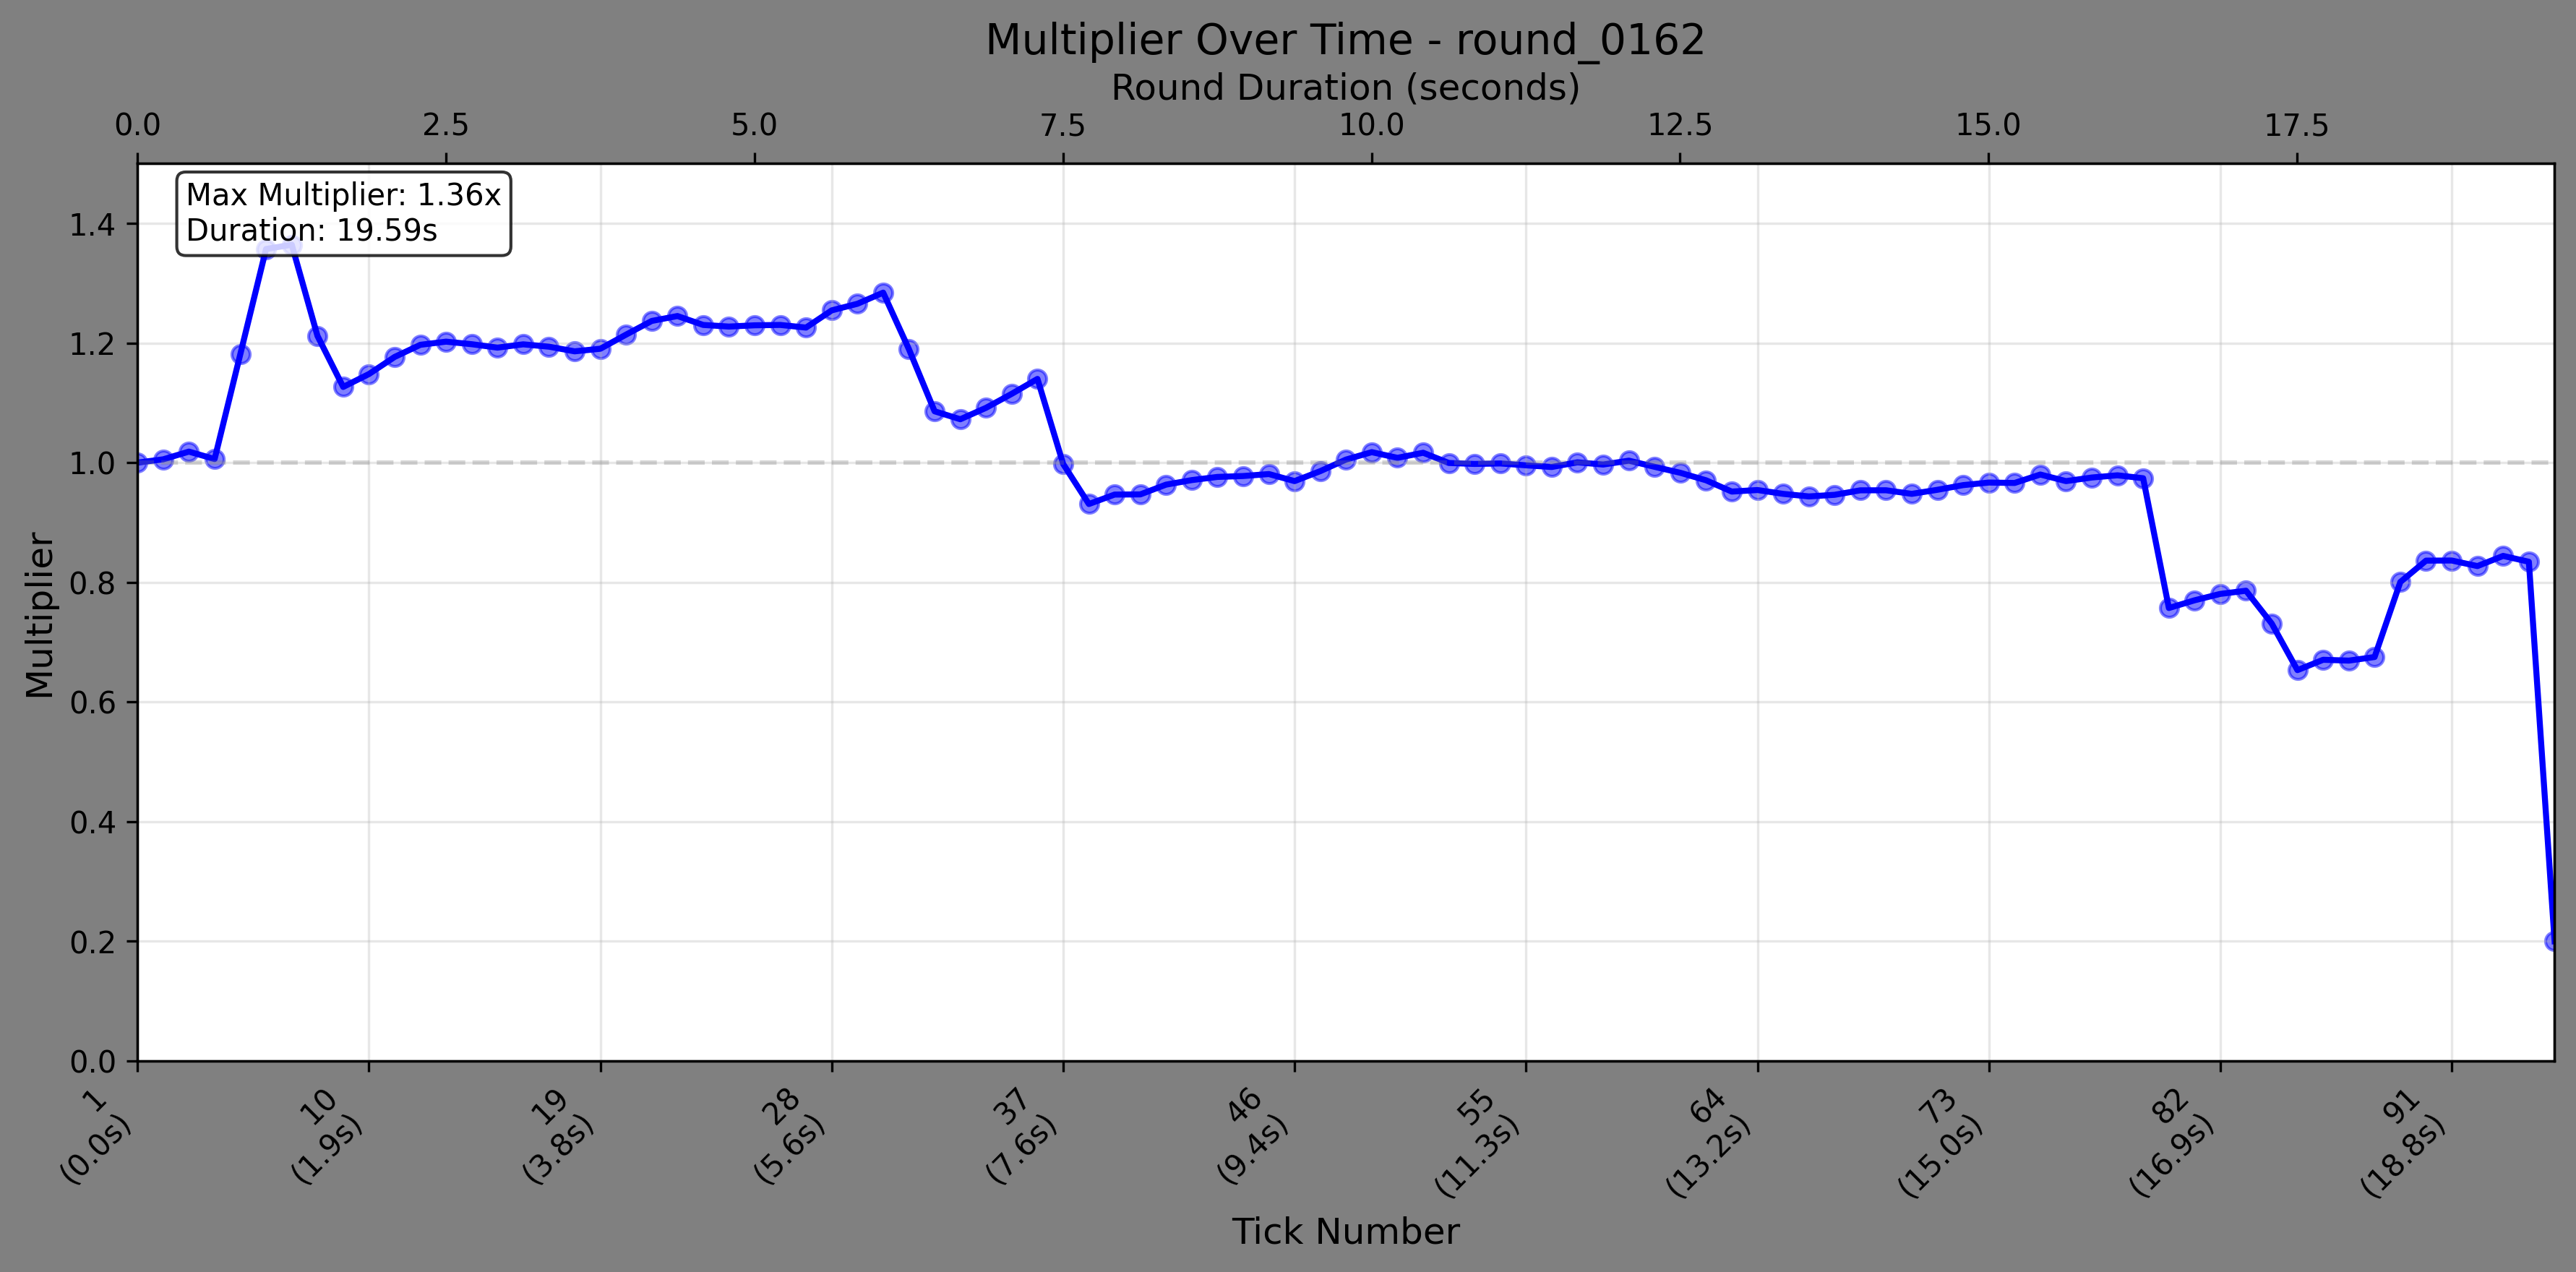 Multiplier Over Time - round_0162
Round Duration (seconds)
0.0 2.5 5.0 7.5 10.0 12.5 15.0 17.5
Max Multiplier: 1.36x
Duration: 19.59s
1.4
1.2
1.0
0.8
0.6
0.4
0.2
0.0
Multiplier
1
(0.0s)
10
(1.9s)
19
(3.8s)
28
(5.6s)
37
(7.6s)
46
(9.4s)
55
(11.3s)
64
(13.2s)
73
(15.0s)
82
(16.9s)
91
(18.8s)
Tick Number